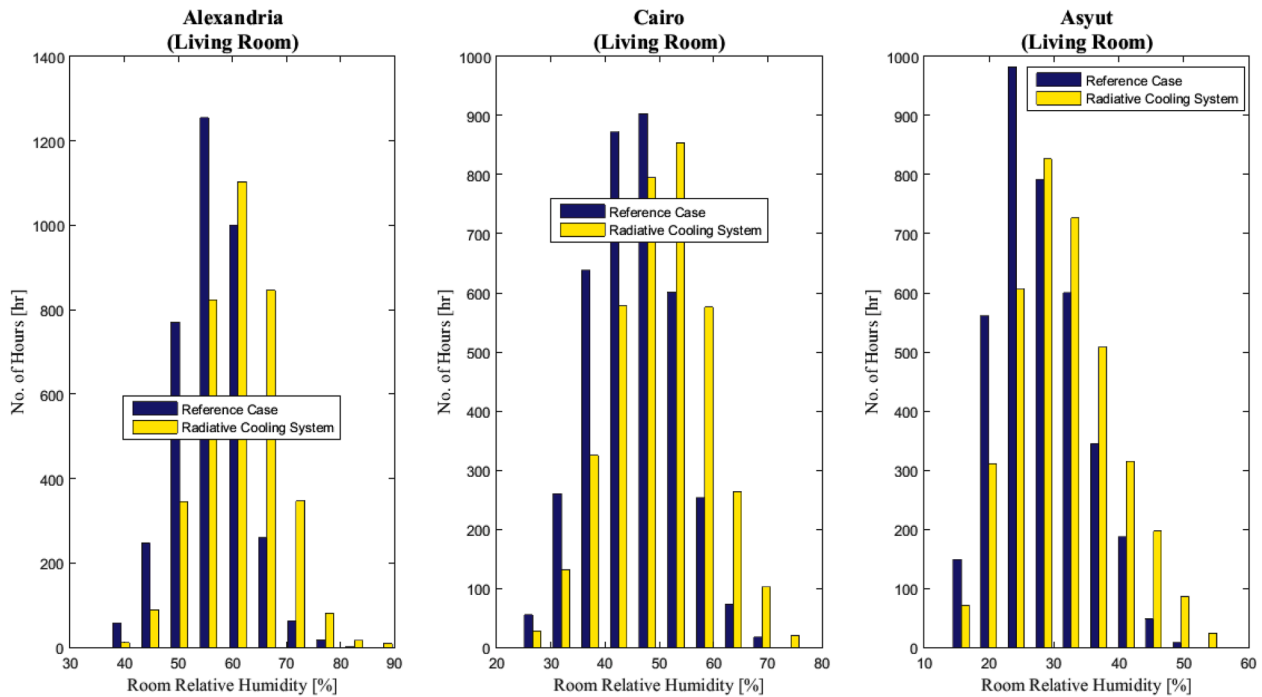 Alexandria
(Living Room)
1400
1200
1000
800
600
400
200
0
No. of Hours [hr]
Reference Case
Radiative Cooling System
30 40 50 60 70 80 90
Room Relative Humidity [%]
Cairo
(Living Room)
1000
900
800
700
600
500
400
300
200
100
0
No. of Hours [hr]
Reference Case
Radiative Cooling System
20 30 40 50 60 70 80
Room Relative Humidity [%]
Asyut
(Living Room)
1000
900
800
700
600
500
400
300
200
100
0
No. of Hours [hr]
Reference Case
Radiative Cooling System
10 20 30 40 50 60
Room Relative Humidity [%]